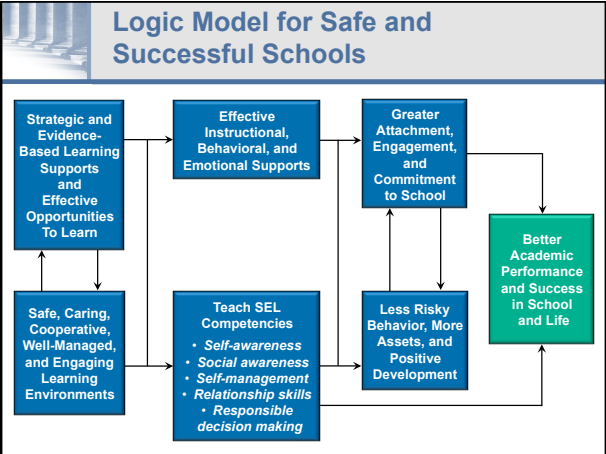 Logic Model for Safe and
Successful Schools
Strategic and
Evidence-
Based Learning
Supports
and
Effective
Opportunities
To Learn
Effective
Instructional,
Behavioral, and
Emotional Supports
Greater
Attachment,
Engagement,
and
Commitment
to School
Better
Academic
Performance
and Success
in School
and Life
Safe, Caring,
Cooperative,
Well-Managed,
and Engaging
Learning
Environments
Teach SEL
Competencies
• Self-awareness
• Social awareness
• Self-management
• Relationship skills
• Responsible
decision making
Less Risky
Behavior, More
Assets, and
Positive
Development